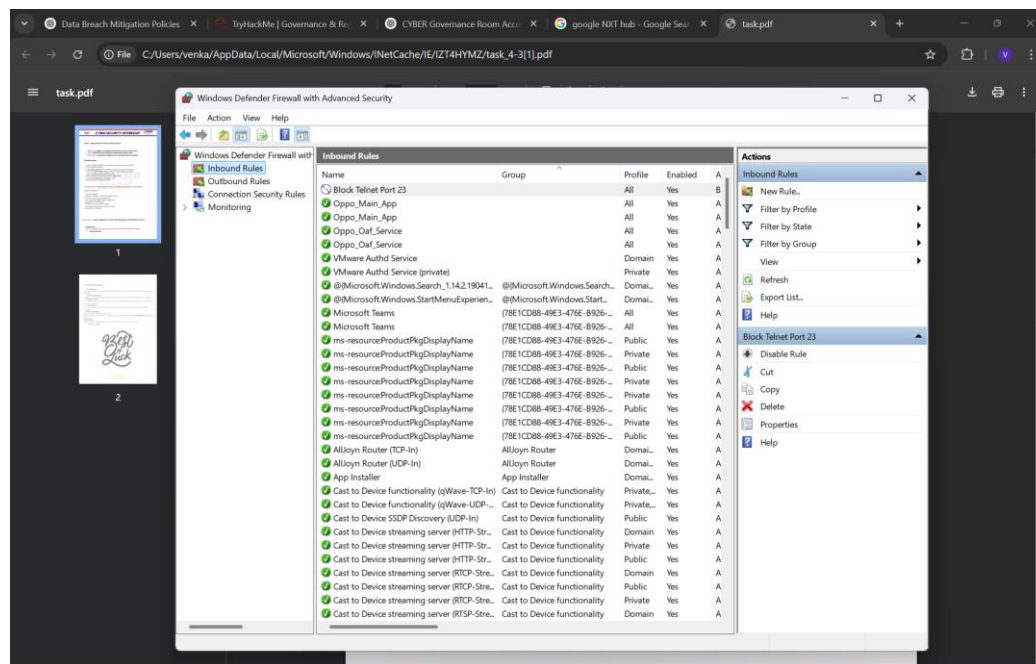 Data Breach Mitigation Policies
TryHackMe | Governance & Re
CYBER Governance Room Acce
google NXT hub - Google Sear
task.pdf
File C:/Users/venka/AppData/Local/Microsoft/Windows/INetCache/IE/IZT4HYMZ/task_4-3[1].pdf
V
task.pdf
1
2
Best of Luck
Windows Defender Firewall with Advanced Security
File Action View Help
Windows Defender Firewall with
Inbound Rules
Outbound Rules
Connection Security Rules
Monitoring
Inbound Rules
Name Group Profile Enabled A
Block Telnet Port 23 All Yes B
Oppo_Main_App All Yes A
Oppo_Main_App All Yes A
Oppo_Oaf_Service All Yes A
Oppo_Oaf_Service All Yes A
VMware Authd Service Domain Yes A
VMware Authd Service (private) Private Yes A
@{Microsoft.Windows.Search_1.14.2.19041... @{Microsoft.Windows.Search... Domai... Yes A
@{Microsoft.Windows.StartMenuExperien... @{Microsoft.Windows.Start... Domai... Yes A
Microsoft Teams {78E1CD88-49E3-476E-B926-... All Yes A
Microsoft Teams {78E1CD88-49E3-476E-B926-... All Yes A
ms-resource:ProductPkgDisplayName {78E1CD88-49E3-476E-B926-... Public Yes A
ms-resource:ProductPkgDisplayName {78E1CD88-49E3-476E-B926-... Private Yes A
ms-resource:ProductPkgDisplayName {78E1CD88-49E3-476E-B926-... Public Yes A
ms-resource:ProductPkgDisplayName {78E1CD88-49E3-476E-B926-... Private Yes A
ms-resource:ProductPkgDisplayName {78E1CD88-49E3-476E-B926-... Private Yes A
ms-resource:ProductPkgDisplayName {78E1CD88-49E3-476E-B926-... Public Yes A
ms-resource:ProductPkgDisplayName {78E1CD88-49E3-476E-B926-... Private Yes A
ms-resource:ProductPkgDisplayName {78E1CD88-49E3-476E-B926-... Public Yes A
AllJoyn Router (TCP-In) AllJoyn Router Domai... Yes A
AllJoyn Router (UDP-In) AllJoyn Router Domai... Yes A
App Installer App Installer Domai... Yes A
Cast to Device functionality (qWave-TCP-In) Cast to Device functionality Private,... Yes A
Cast to Device functionality (qWave-UDP-... Cast to Device functionality Private,... Yes A
Cast to Device SSDP Discovery (UDP-In) Cast to Device functionality Public Yes A
Cast to Device streaming server (HTTP-Str... Cast to Device functionality Domain Yes A
Cast to Device streaming server (HTTP-Str... Cast to Device functionality Private Yes A
Cast to Device streaming server (HTTP-Str... Cast to Device functionality Public Yes A
Cast to Device streaming server (RTCP-Stre... Cast to Device functionality Domain Yes A
Cast to Device streaming server (RTCP-Stre... Cast to Device functionality Public Yes A
Cast to Device streaming server (RTCP-Stre... Cast to Device functionality Private Yes A
Cast to Device streaming server (RTSP-Stre... Cast to Device functionality Domain Yes A
Actions
Inbound Rules
New Rule...
Filter by Profile
Filter by State
Filter by Group
View
Refresh
Export List...
Help
Block Telnet Port 23
Disable Rule
Cut
Copy
Delete
Properties
Help